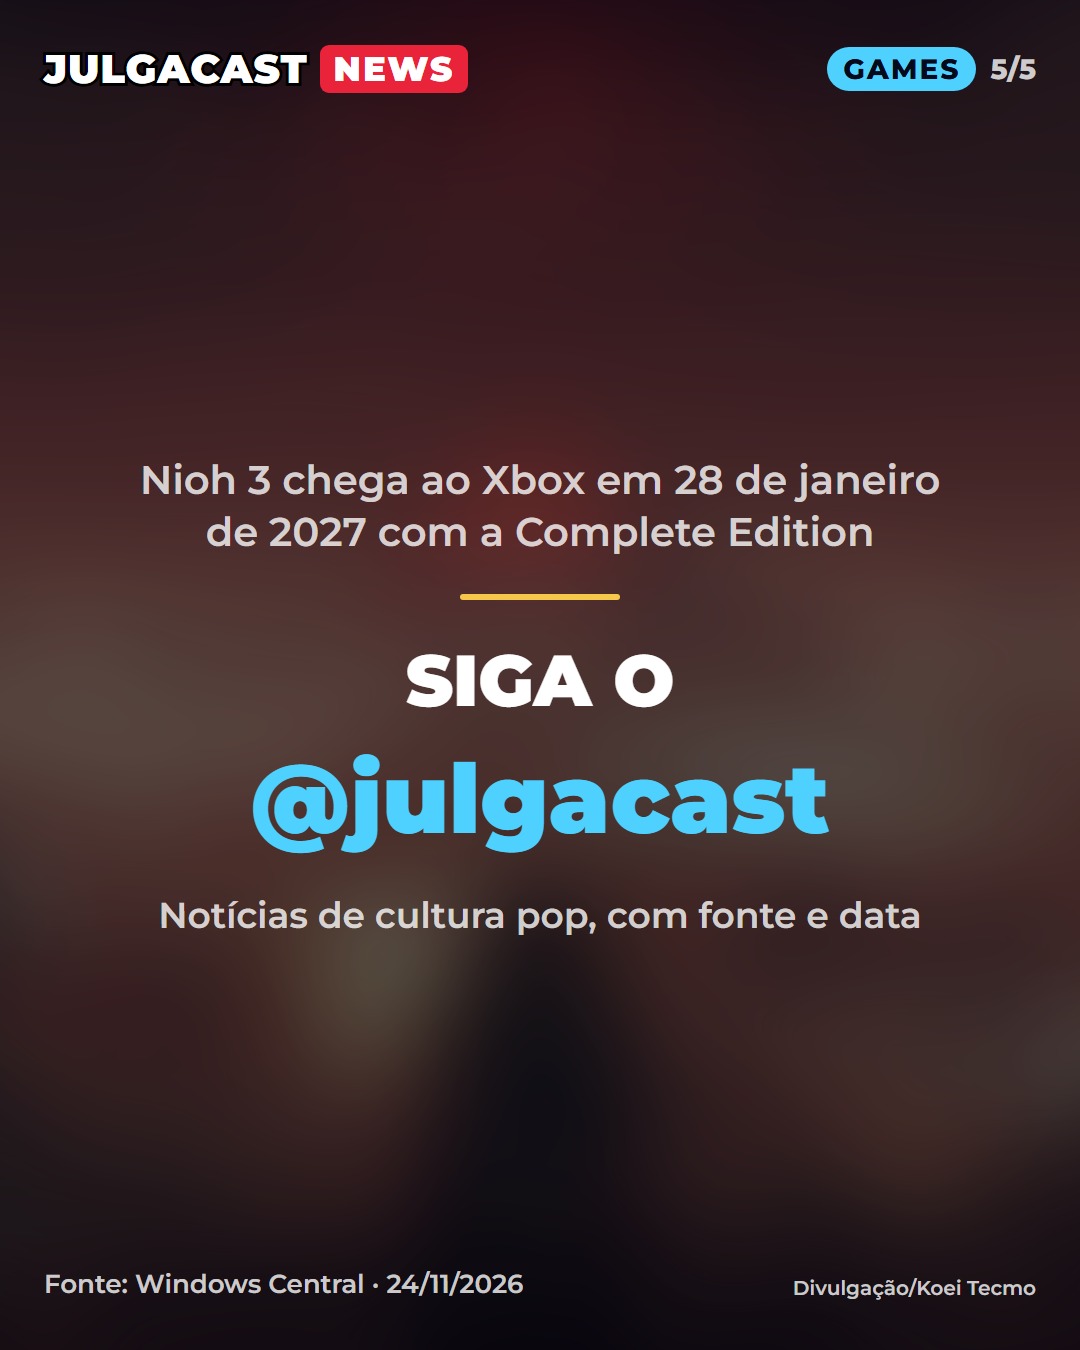 JULGACAST NEWS
GAMES 5/5
Nioh 3 chega ao Xbox em 28 de janeiro
de 2027 com a Complete Edition
SIGA O
@julgacast
Notícias de cultura pop, com fonte e data
Fonte: Windows Central · 24/11/2026
Divulgação/Koei Tecmo